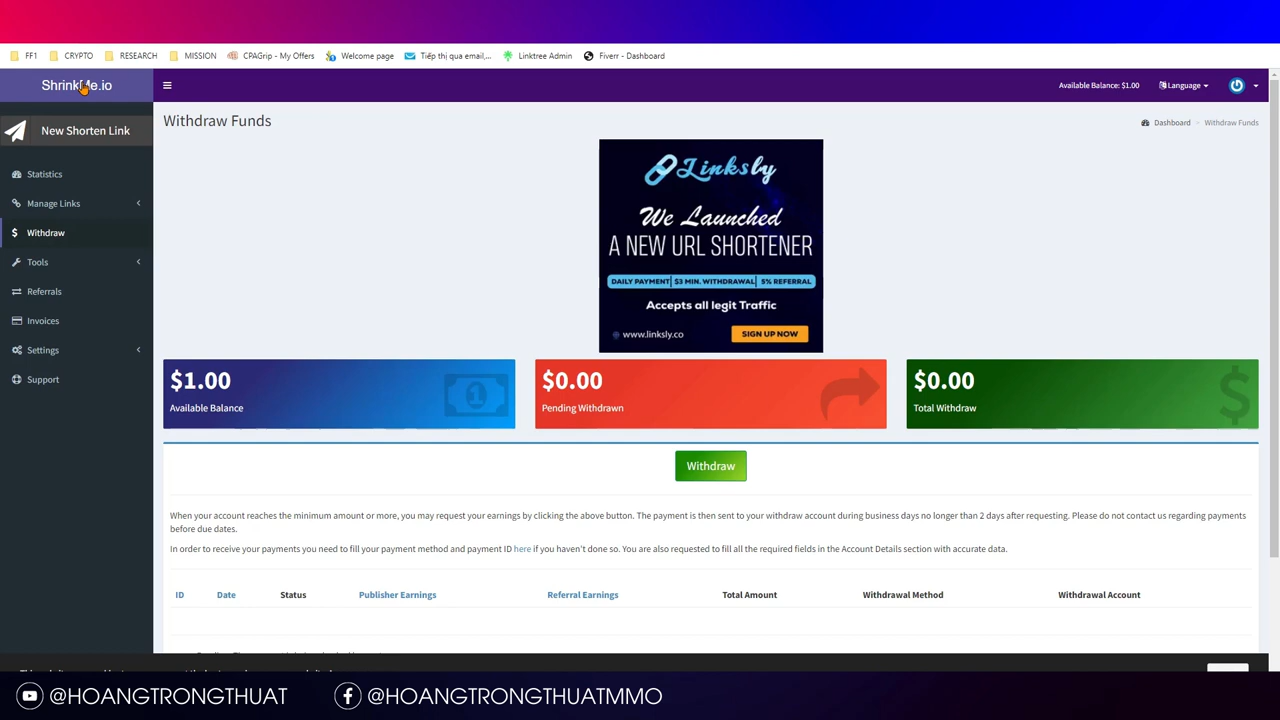 FF1 CRYPTO RESEARCH MISSION CPAGrip - My Offers Welcome page Tiếp thị qua email,... Linktree Admin Fiverr - Dashboard
ShrinkMe.io
Available Balance: $1.00 Language
New Shorten Link
Statistics
Manage Links
Withdraw
Tools
Referrals
Invoices
Settings
Support
Withdraw Funds
Dashboard - Withdraw Funds
Linksly
We Launched
A NEW URL SHORTENER
DAILY PAYMENT| $3 MIN. WITHDRAWAL| 5% REFERRAL
Accepts all legit Traffic
www.linksly.co SIGN UP NOW
$1.00
Available Balance
$0.00
Pending Withdrawn
$0.00
Total Withdraw
Withdraw
When your account reaches the minimum amount or more, you may request your earnings by clicking the above button. The payment is then sent to your withdraw account during business days no longer than 2 days after requesting. Please do not contact us regarding payments
before due dates.
In order to receive your payments you need to fill your payment method and payment ID here if you haven't done so. You are also requested to fill all the required fields in the Account Details section with accurate data.
ID Date Status Publisher Earnings Referral Earnings Total Amount Withdrawal Method Withdrawal Account
@HOANGTRONGTHUAT @HOANGTRONGTHUATMMO